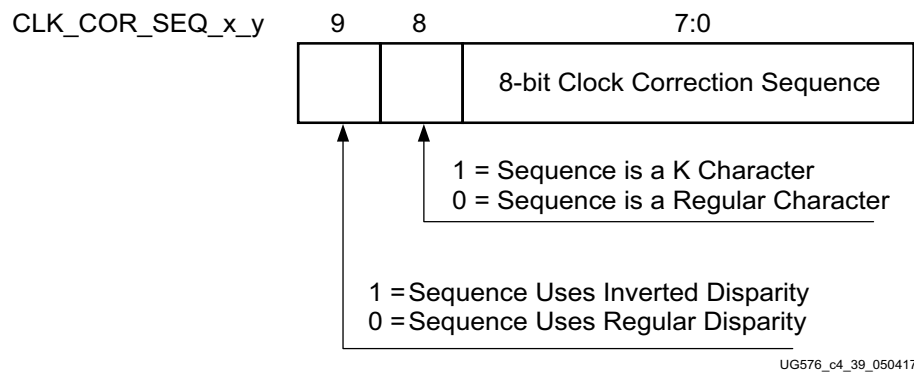 CLK_COR_SEQ_x_y 9 8 7:0
8-bit Clock Correction Sequence
1 = Sequence is a K Character
0 = Sequence is a Regular Character
1 = Sequence Uses Inverted Disparity
0 = Sequence Uses Regular Disparity
UG576_c4_39_050417